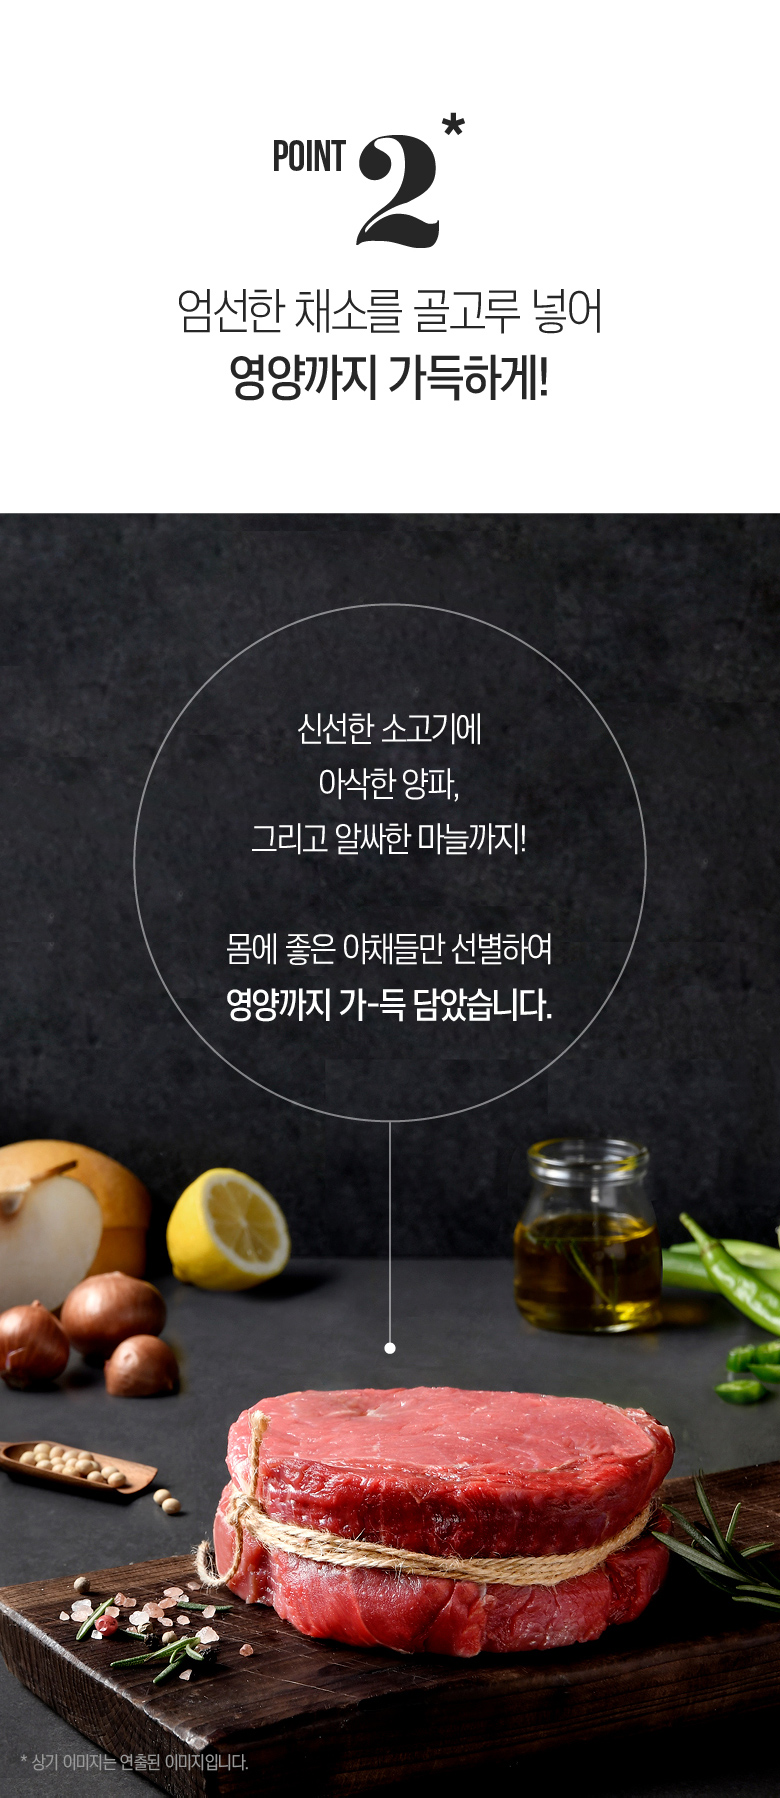 POINT 2*
엄선한 채소를 골고루 넣어
영양까지 가득하게!
신선한 소고기에
아삭한 양파,
그리고 알싸한 마늘까지!
몸에 좋은 야채들만 선별하여
영양까지 가-득 담았습니다.
* 상기 이미지는 연출된 이미지입니다.